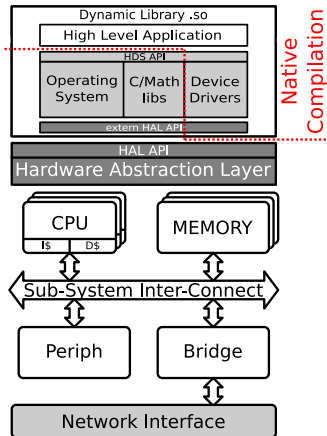 Dynamic Library .so
High Level Application
HDS API
Operating
System
C/Math
libs
Device
Drivers
extern HAL API
Native
Compilation
HAL API
Hardware Abstraction Layer
CPU
I$ D$
MEMORY
Sub-System Inter-Connect
Periph
Bridge
Network Interface